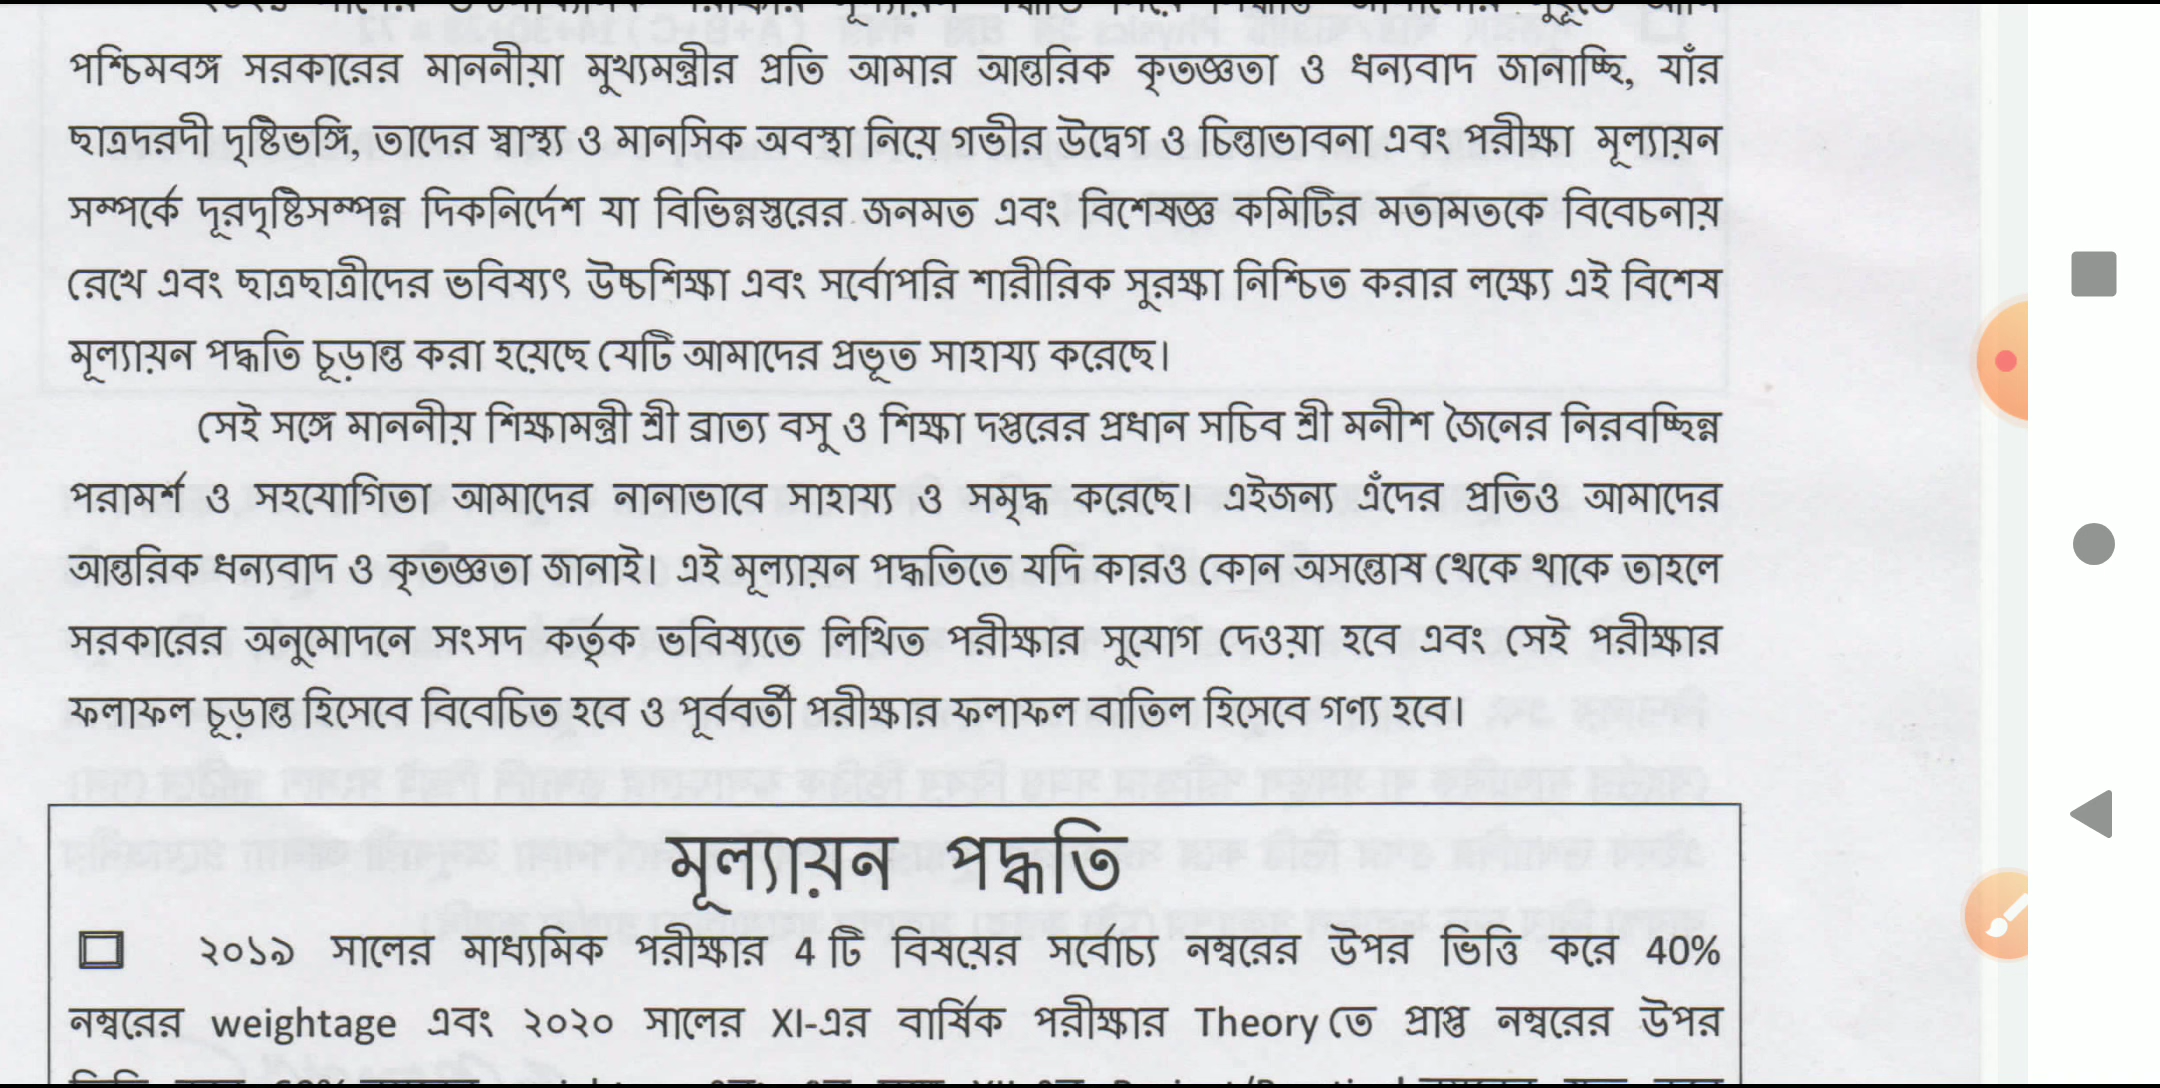 পশ্চিমবঙ্গ সরকারের মাননীয়া মুখ্যমন্ত্রীর প্রতি আমার আন্তরিক কৃতজ্ঞতা ও ধন্যবাদ জানাচ্ছি, যাঁর
ছাত্রদরদী দৃষ্টিভঙ্গি, তাদের স্বাস্থ্য ও মানসিক অবস্থা নিয়ে গভীর উদ্বেগ ও চিন্তাভাবনা এবং পরীক্ষা মূল্যায়ন
সম্পর্কে দূরদৃষ্টিসম্পন্ন দিকনির্দেশ যা বিভিন্নস্তরের জনমত এবং বিশেষজ্ঞ কমিটির মতামতকে বিবেচনায়
রেখে এবং ছাত্রছাত্রীদের ভবিষ্যৎ উচ্চশিক্ষা এবং সর্বোপরি শারীরিক সুরক্ষা নিশ্চিত করার লক্ষ্যে এই বিশেষ
মূল্যায়ন পদ্ধতি চূড়ান্ত করা হয়েছে যেটি আমাদের প্রভূত সাহায্য করেছে।
সেই সঙ্গে মাননীয় শিক্ষামন্ত্রী শ্রী ব্রাত্য বসু ও শিক্ষা দপ্তরের প্রধান সচিব শ্রী মনীশ জৈনের নিরবচ্ছিন্ন
পরামর্শ ও সহযোগিতা আমাদের নানাভাবে সাহায্য ও সমৃদ্ধ করেছে। এইজন্য এঁদের প্রতিও আমাদের
আন্তরিক ধন্যবাদ ও কৃতজ্ঞতা জানাই। এই মূল্যায়ন পদ্ধতিতে যদি কারও কোন অসন্তোষ থেকে থাকে তাহলে
সরকারের অনুমোদনে সংসদ কর্তৃক ভবিষ্যতে লিখিত পরীক্ষার সুযোগ দেওয়া হবে এবং সেই পরীক্ষার
ফলাফল চূড়ান্ত হিসেবে বিবেচিত হবে ও পূর্ববর্তী পরীক্ষার ফলাফল বাতিল হিসেবে গণ্য হবে।
মূল্যায়ন পদ্ধতি
২০১৯ সালের মাধ্যমিক পরীক্ষার 4 টি বিষয়ের সর্বোচ্য নম্বরের উপর ভিত্তি করে 40%
নম্বরের weightage এবং ২০২০ সালের XI-এর বার্ষিক পরীক্ষার Theory তে প্রাপ্ত নম্বরের উপর